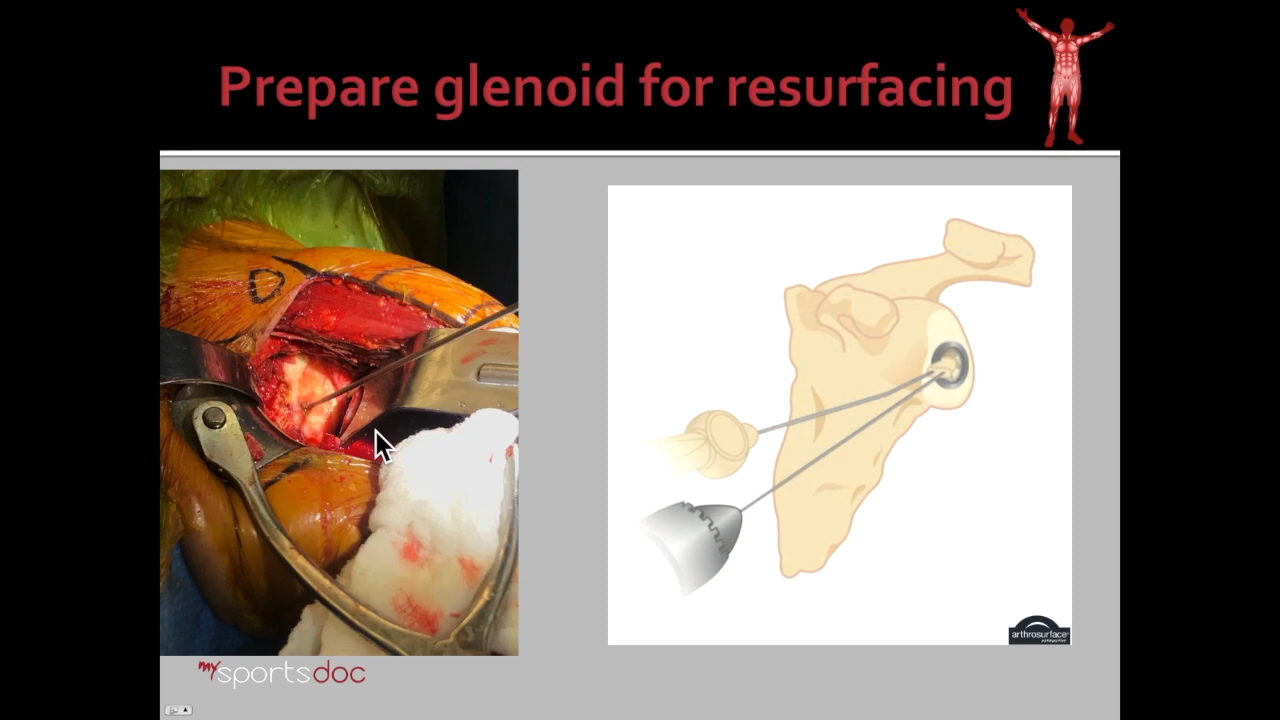 Prepare glenoid for resurfacing
arthrosurface
mysportsdoc